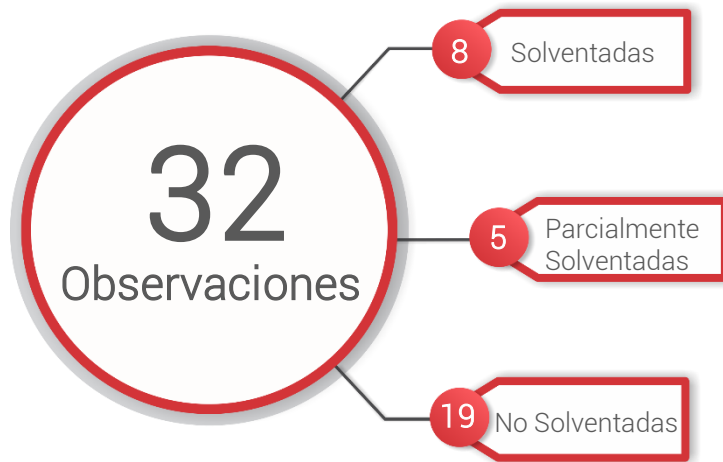 32
Observaciones
8
Solventadas
5
Parcialmente
Solventadas
19
No Solventadas